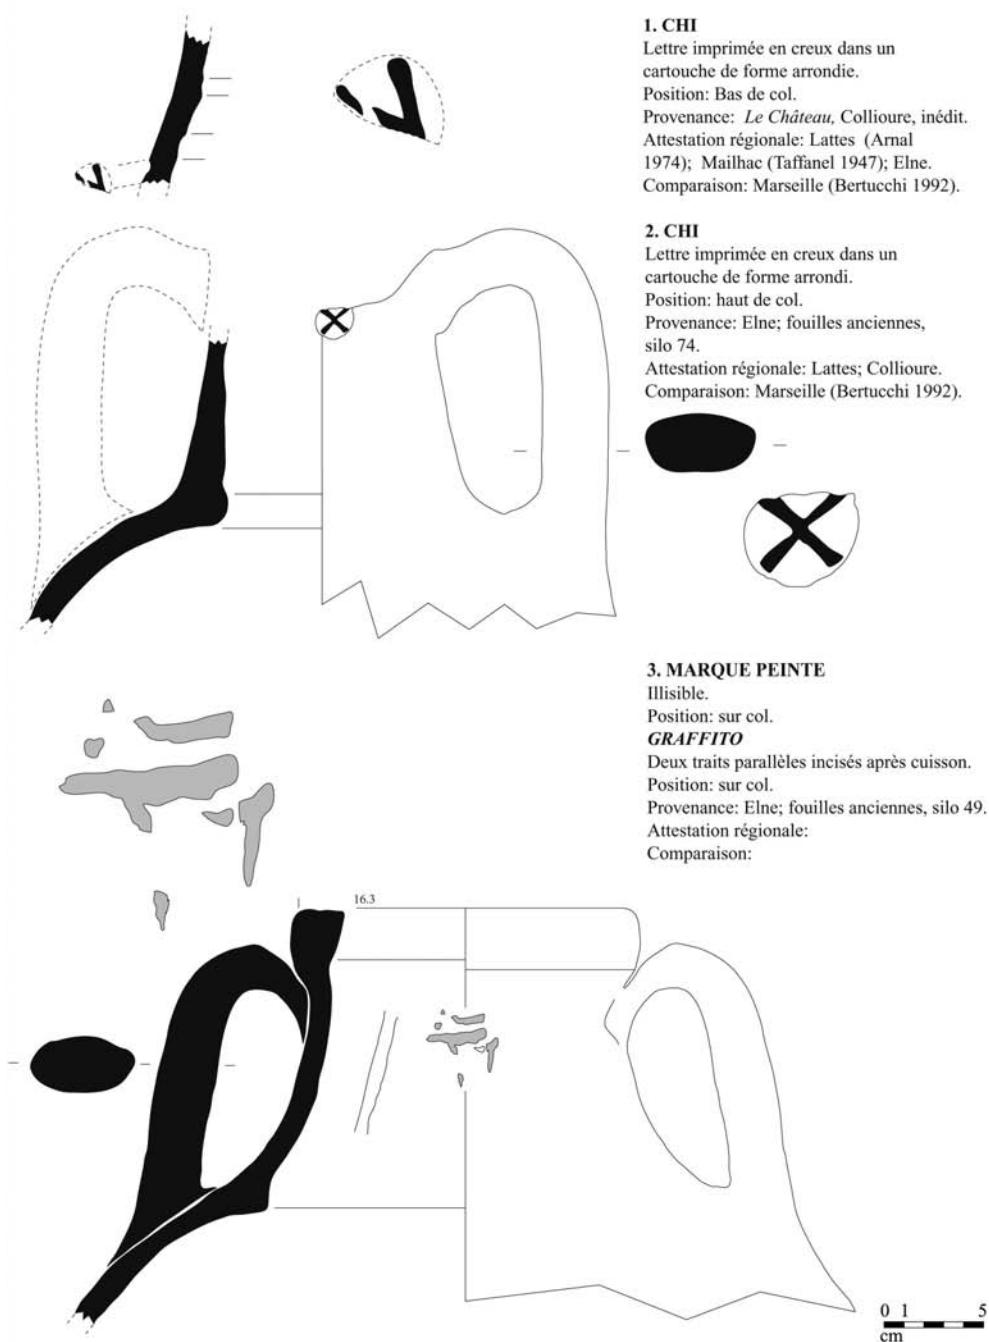 1. CHI
Lettre imprimée en creux dans un
cartouche de forme arrondie.
Position: Bas de col.
Provenance: Le Château, Collioure, inédit.
Attestation régionale: Lattes (Arnal
1974); Mailhac (Taffanel 1947); Elne.
Comparaison: Marseille (Bertucchi 1992).
2. CHI
Lettre imprimée en creux dans un
cartouche de forme arrondi.
Position: haut de col.
Provenance: Elne; fouilles anciennes,
silo 74.
Attestation régionale: Lattes; Collioure.
Comparaison: Marseille (Bertucchi 1992).
3. MARQUE PEINTE
Illisible.
Position: sur col.
GRAFFITO
Deux traits parallèles incisés après cuisson.
Position: sur col.
Provenance: Elne; fouilles anciennes, silo 49.
Attestation régionale:
Comparaison:
16.3
0 1 5
cm